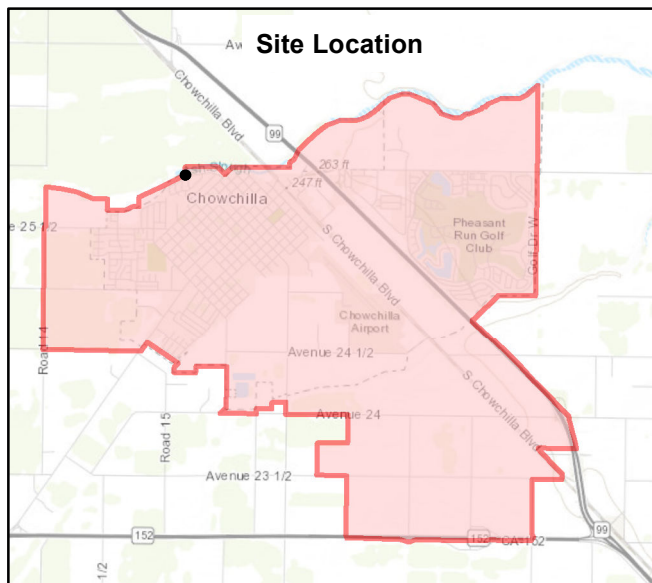 Site Location
Av
Chowchilla Blvd
99
263 ft
247 ft
Chowchilla
e 25-1/2
Pheasant
Run Golf
Club
Golf Dr W
S Chowchilla Blvd
Chowchilla
Airport
Road 14
Avenue 24 1/2
S Chowchilla Blvd
Road 15
Avenue 24
Avenue 23-1/2
152
152
CA-152
99
1/2